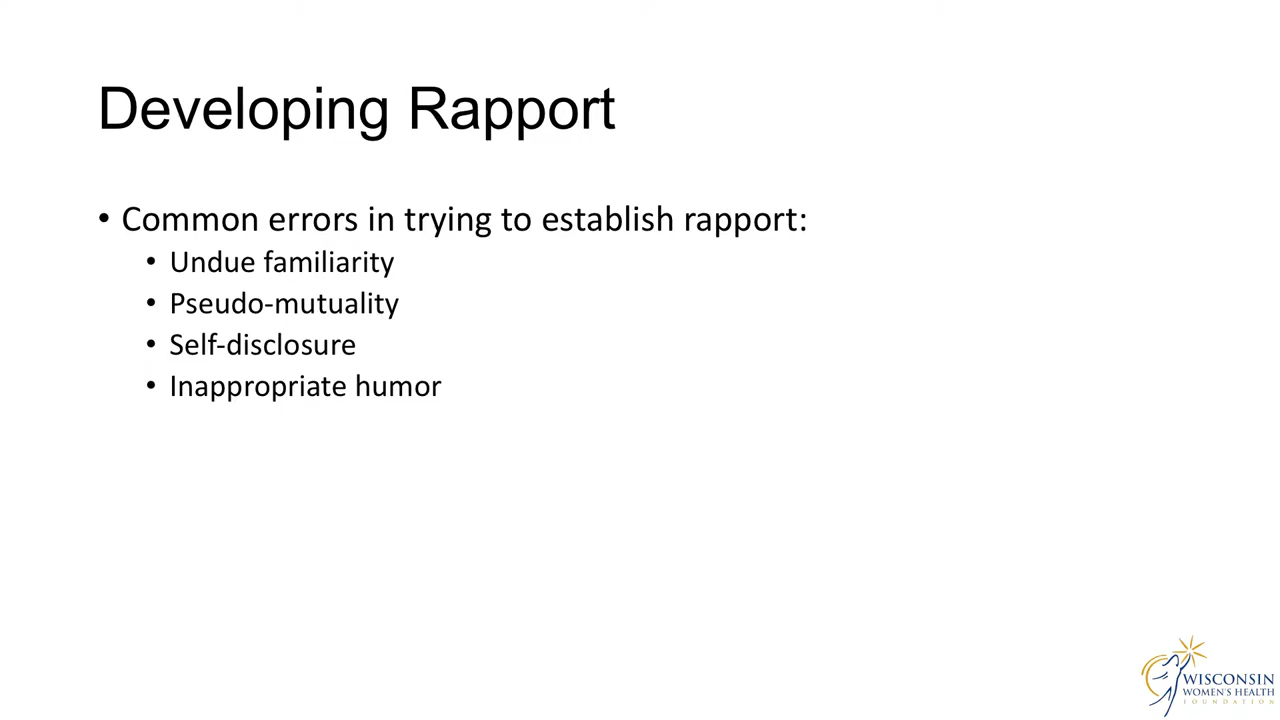 Developing Rapport
• Common errors in trying to establish rapport:
• Undue familiarity
• Pseudo-mutuality
• Self-disclosure
• Inappropriate humor
WISCONSIN
WOMEN'S HEALTH
FOUNDATION